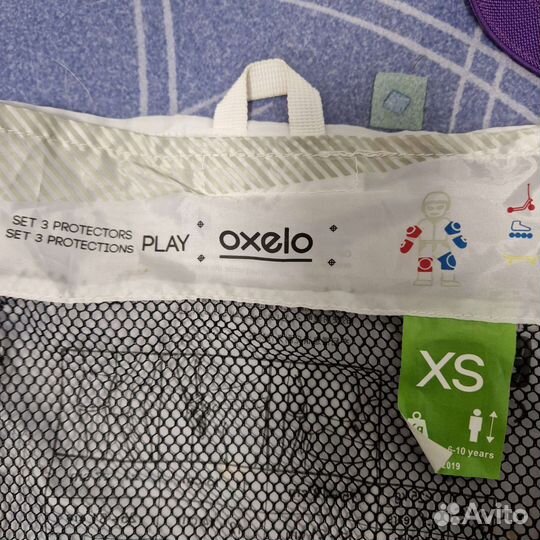 SET 3 PROTECTORS
SET 3 PROTECTIONS
PLAY
oxelo
XS
6-10 years
2019
Avito